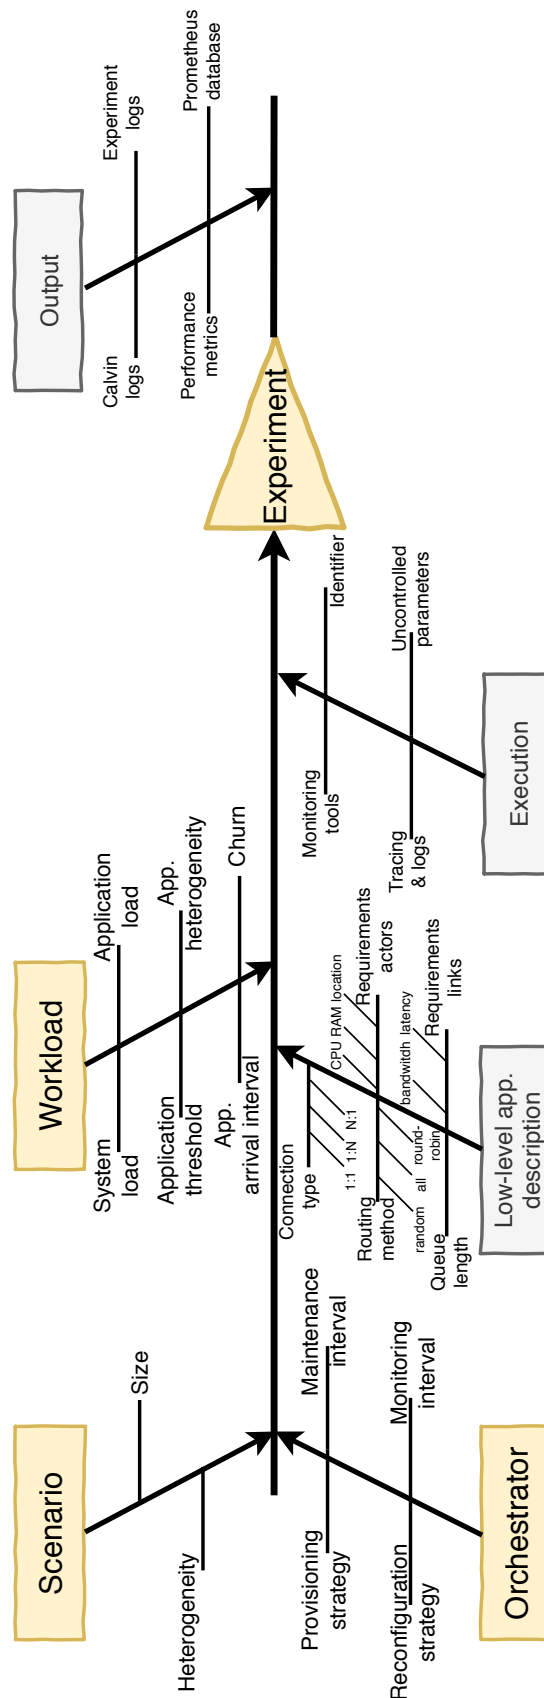 Scenario
Size
Heterogeneity
Workload
System
load
Application
load
Application
threshold
App.
heterogeneity
App.
arrival interval
Churn
Output
Calvin
logs
Experiment
logs
Performance
metrics
Prometheus
database
Experiment
Provisioning
strategy
Maintenance
interval
Reconfiguration
strategy
Monitoring
interval
Orchestrator
Connection
type
1:1 1:N N:1
CPU RAM location
Routing
method
Requirements
actors
random
all
round-
robin
bandwitdh latency
Queue
length
Requirements
links
Low-level app.
description
Monitoring
tools
Identifier
Tracing
& logs
Uncontrolled
parameters
Execution